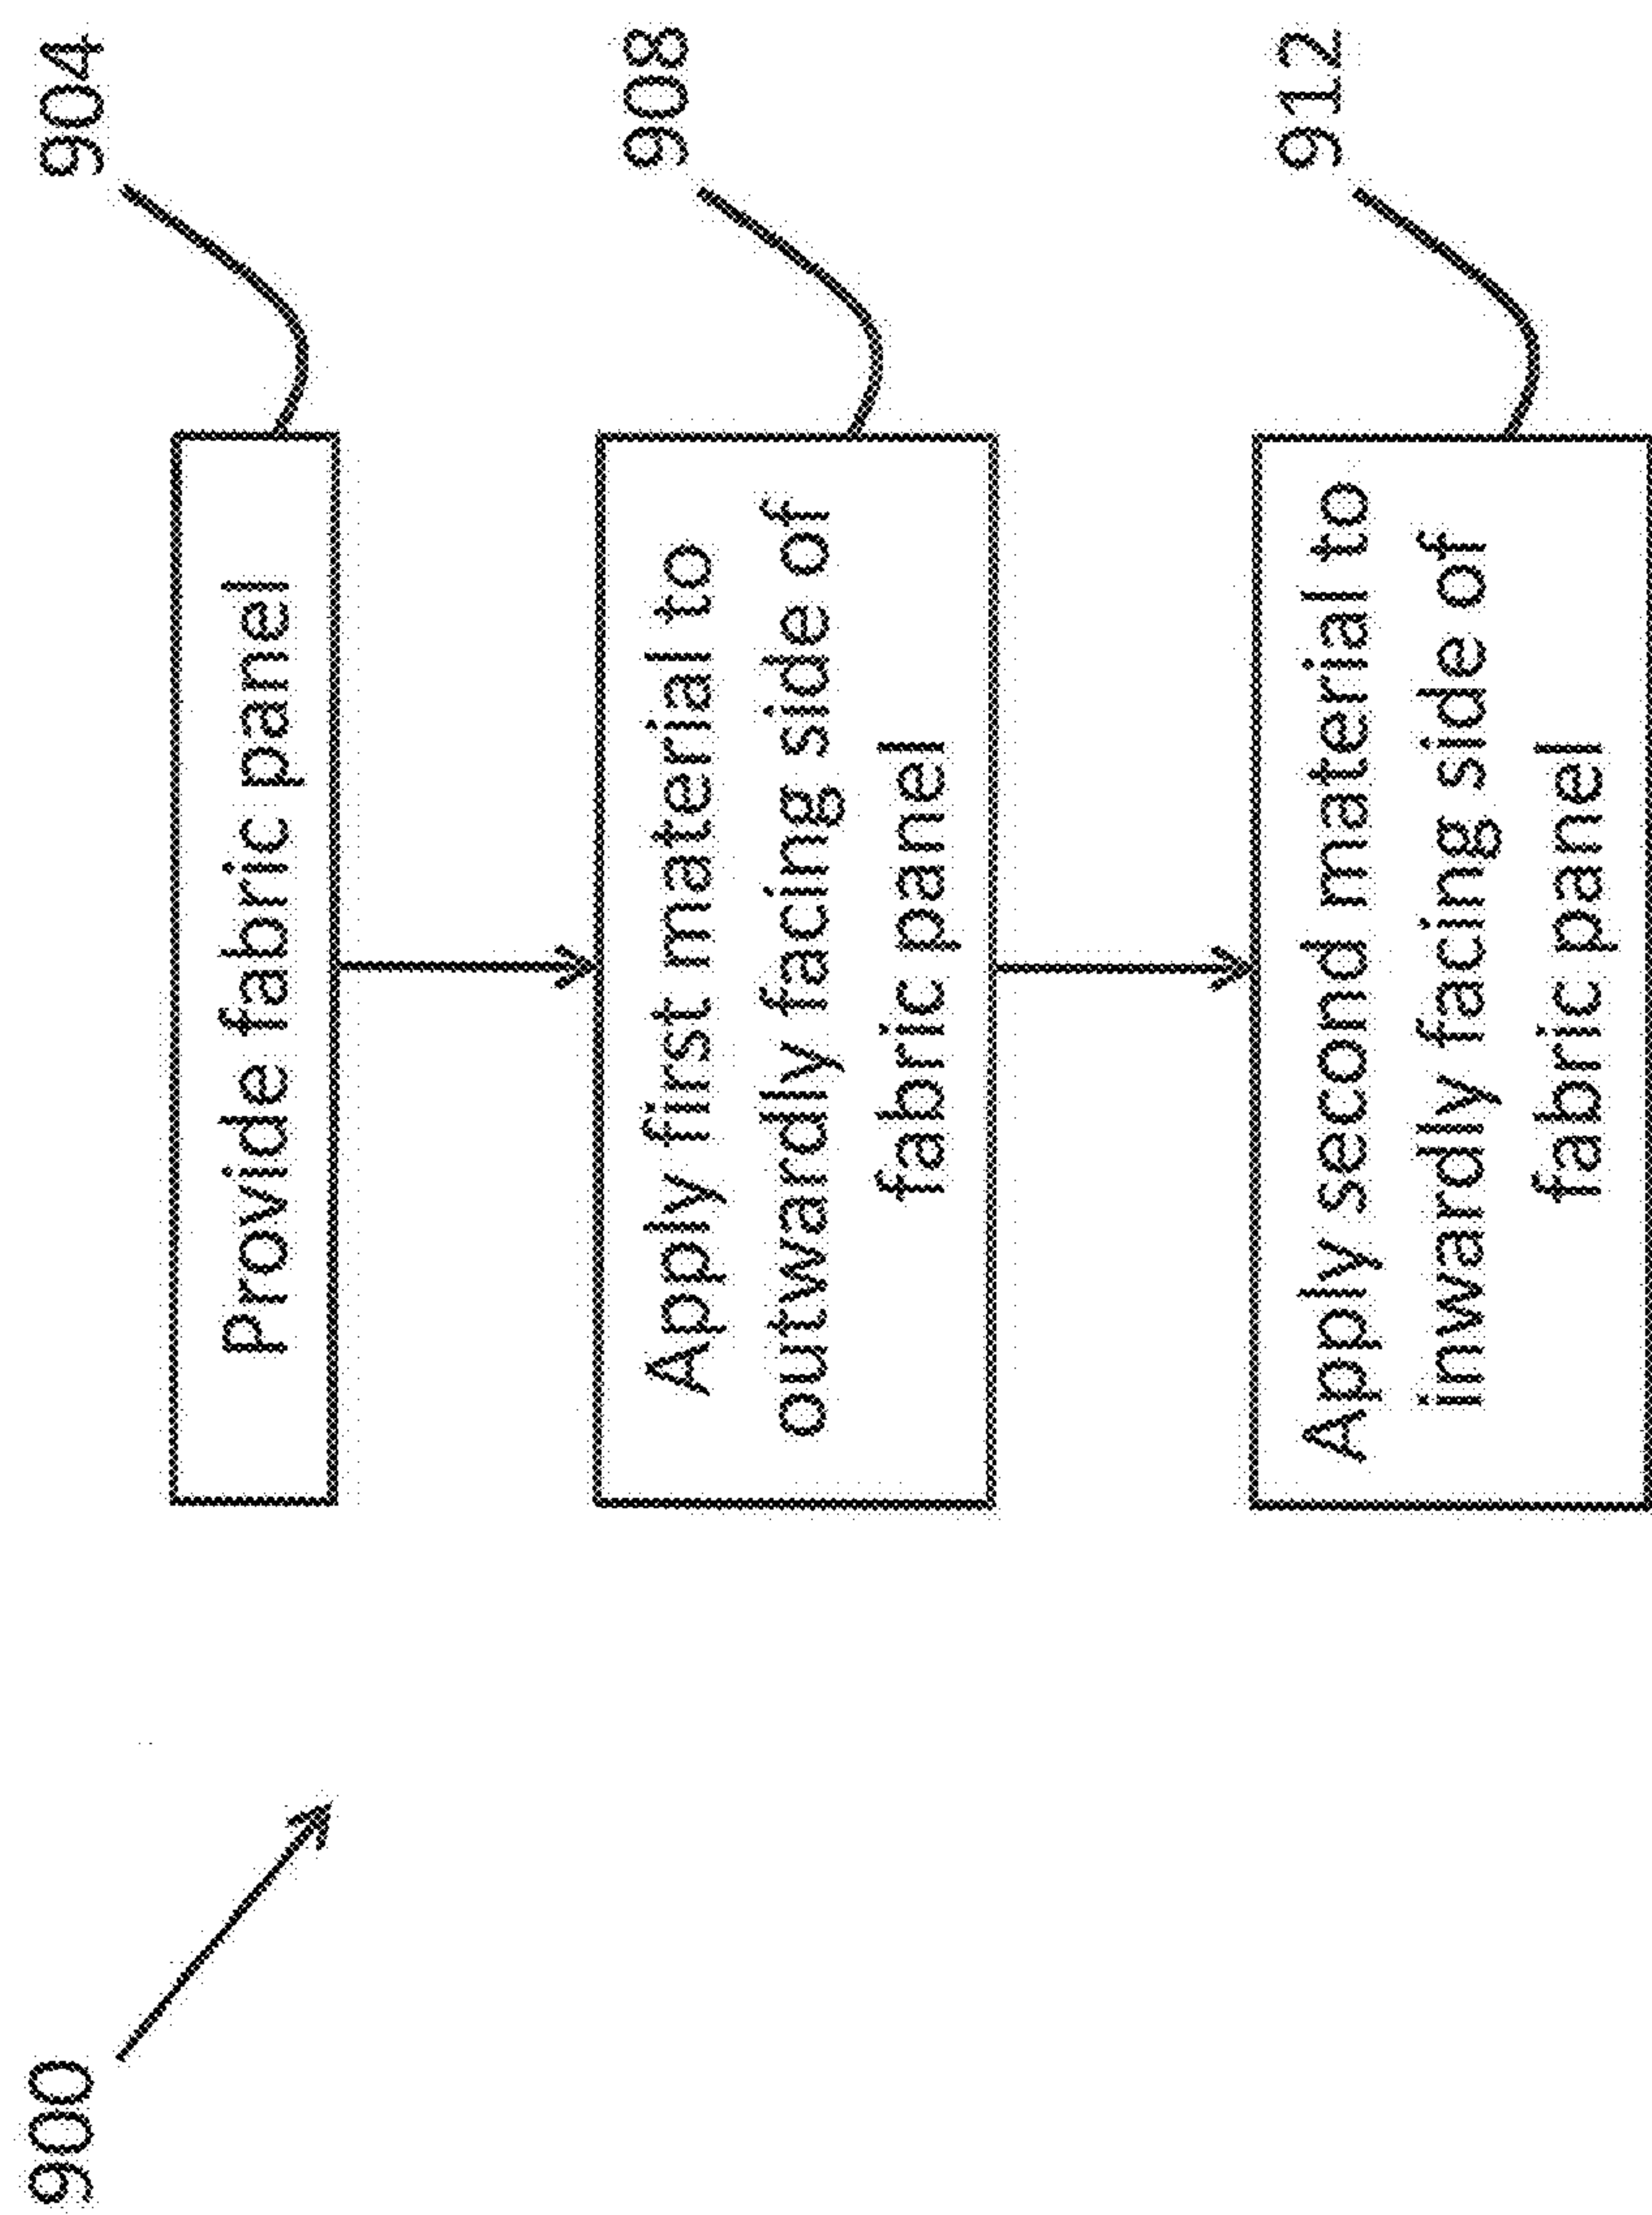 900
904
Provide fabric panel
908
Apply first material to
outwardly facing side of
fabric panel
912
Apply second material to
inwardly facing side of
fabric panel